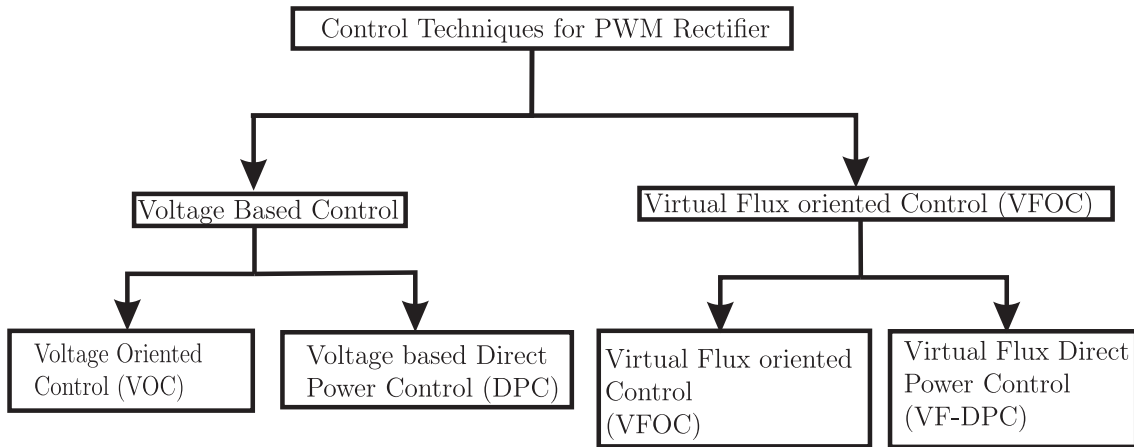 Control Techniques for PWM Rectifier
Voltage Based Control
Virtual Flux oriented Control (VFOC)
Voltage Oriented
Control (VOC)
Voltage based Direct
Power Control (DPC)
Virtual Flux oriented
Control
(VFOC)
Virtual Flux Direct
Power Control
(VF-DPC)